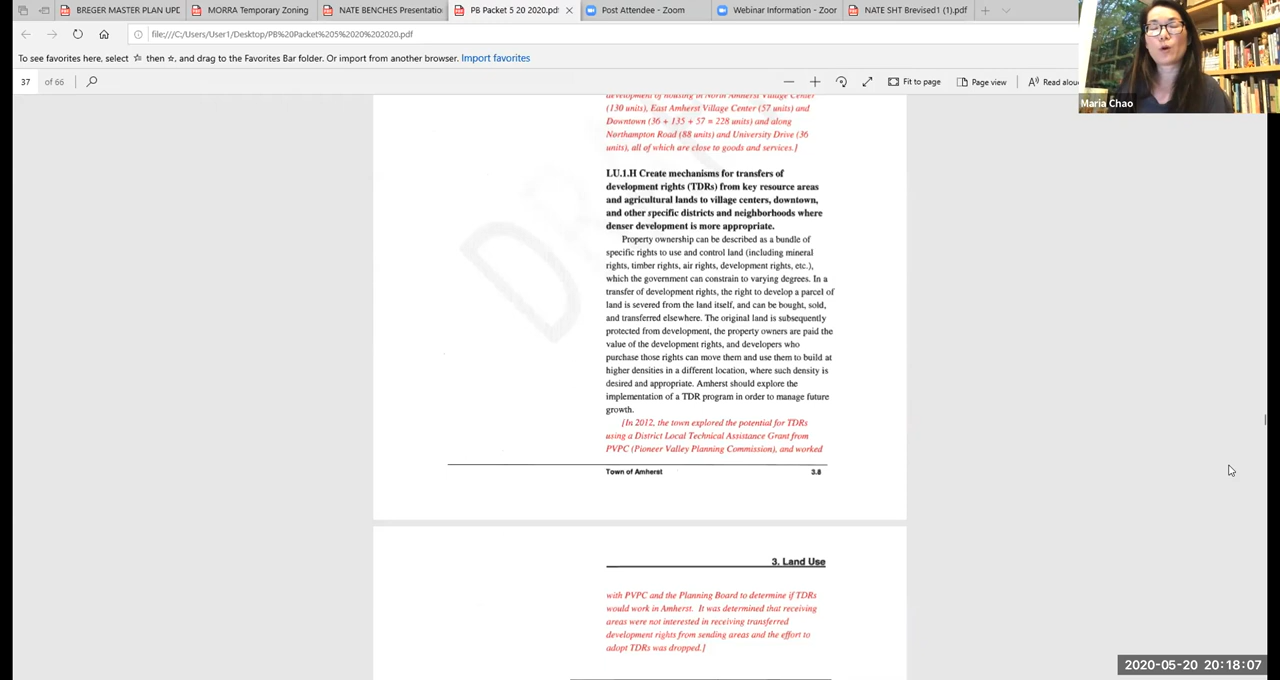 BREGER MASTER PLAN UPD
MORRA Temporary Zoning
NATE BENCHES Presentatio
PB Packet 5 20 2020.pdf
Post Attendee - Zoom
Webinar Information - Zoor
NATE SHT Brevised1 (1).pdf
file:///C:/Users/User1/Desktop/PB%20Packet%205%2020%202020.pdf
To see favorites here, select ☆ then ☆, and drag to the Favorites Bar folder. Or import from another browser. Import favorites
37 of 66
Fit to page
Page view
Read alou
Maria Chao
development of housing in North Amherst Village Center
(130 units), East Amherst Village Center (57 units) and
Downtown (36 + 135 + 57 = 228 units) and along
Northampton Road (88 units) and University Drive (36
units), all of which are close to goods and services.]
LU.1.H Create mechanisms for transfers of
development rights (TDRs) from key resource areas
and agricultural lands to village centers, downtown,
and other specific districts and neighborhoods where
denser development is more appropriate.
Property ownership can be described as a bundle of
specific rights to use and control land (including mineral
rights, timber rights, air rights, development rights, etc.),
which the government can constrain to varying degrees. In a
transfer of development rights, the right to develop a parcel of
land is severed from the land itself, and can be bought, sold,
and transferred elsewhere. The original land is subsequently
protected from development, the property owners are paid the
value of the development rights, and developers who
purchase those rights can move them and use them to build at
higher densities in a different location, where such density is
desired and appropriate. Amherst should explore the
implementation of a TDR program in order to manage future
growth.
[In 2012, the town explored the potential for TDRs
using a District Local Technical Assistance Grant from
PVPC (Pioneer Valley Planning Commission), and worked
Town of Amherst 3.8
3. Land Use
with PVPC and the Planning Board to determine if TDRs
would work in Amherst. It was determined that receiving
areas were not interested in receiving transferred
development rights from sending areas and the effort to
adopt TDRs was dropped.]
2020-05-20 20:18:07